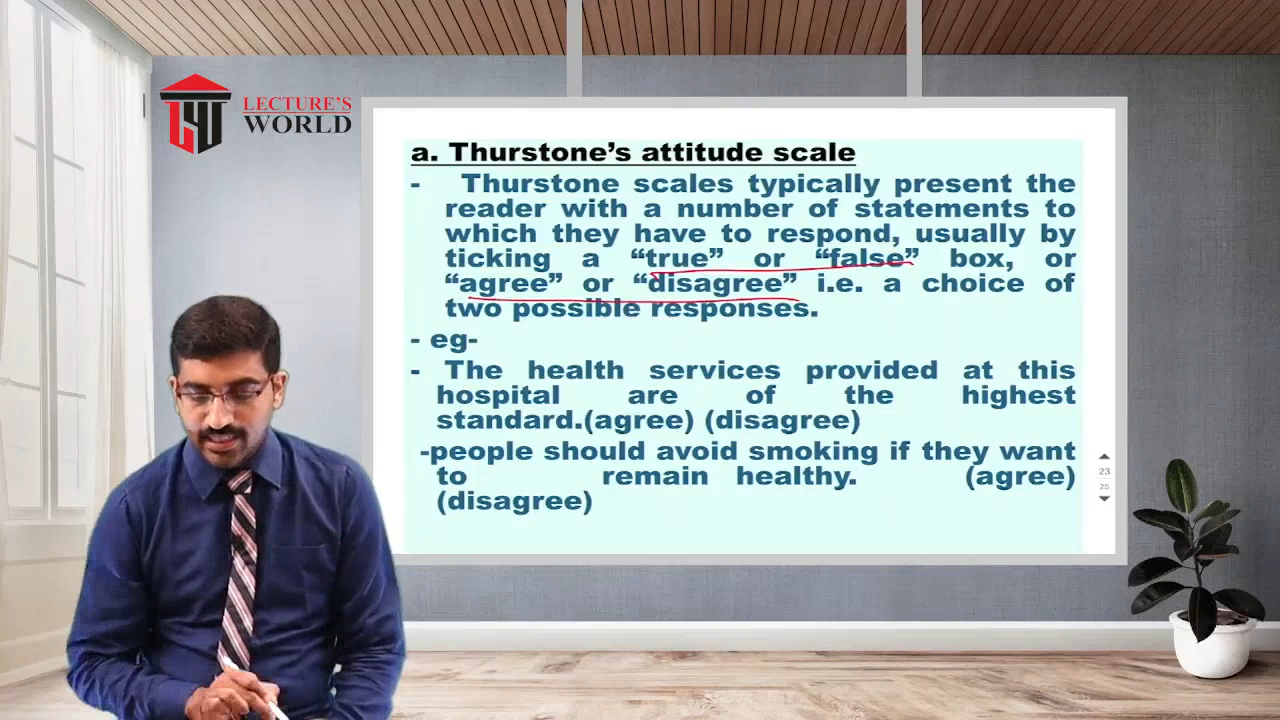 LECTURE'S
WORLD
a. Thurstone’s attitude scale
- Thurstone scales typically present the
reader with a number of statements to
which they have to respond, usually by
ticking a “true” or “false” box, or
“agree” or “disagree” i.e. a choice of
two possible responses.
- eg-
- The health services provided at this
hospital are of the highest
standard.(agree) (disagree)
-people should avoid smoking if they want
to remain healthy. (agree)
(disagree)
23
25